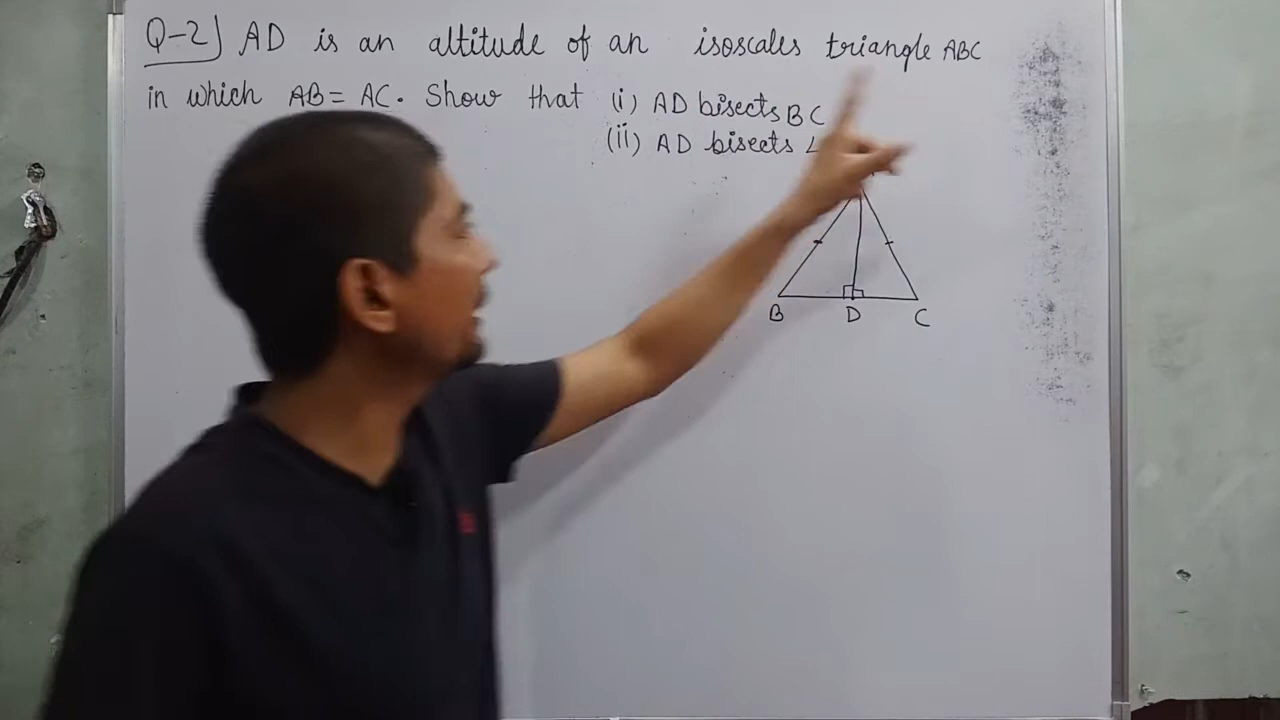 Q-2) AD is an altitude of an isoscales triangle ABC
in which AB = AC. Show that (i) AD bisects BC
(ii) AD bisects ∠
B D C